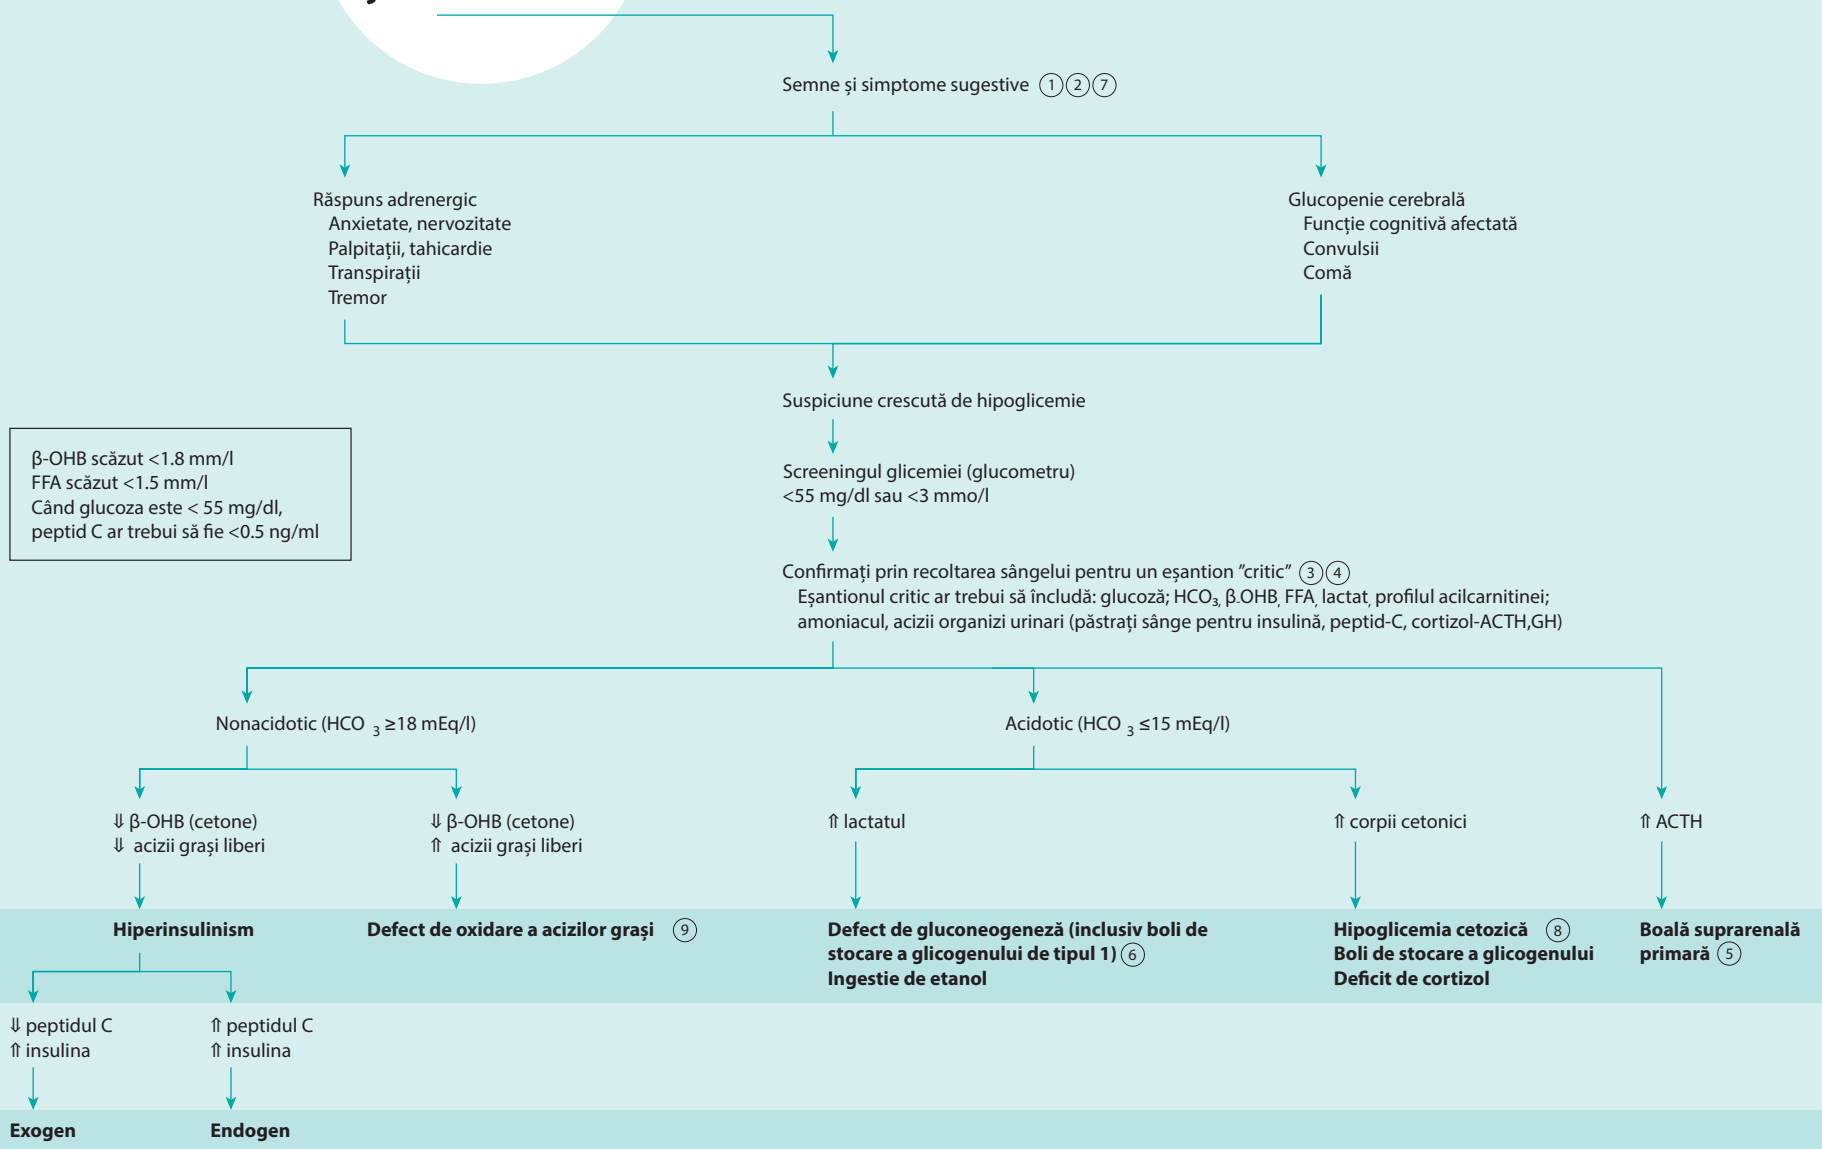 Semne și simptome sugestive ① ② ⑦
Răspuns adrenergic
Anxietate, nervozitate
Palpitații, tahicardie
Transpirații
Tremor
Glucopenie cerebrală
Funcție cognitivă afectată
Convulsii
Comă
Suspiciune crescută de hipoglicemie
β-OHB scăzut <1.8 mm/l
FFA scăzut <1.5 mm/l
Când glucoza este < 55 mg/dl,
peptid C ar trebui să fie <0.5 ng/ml
Screeningul glicemiei (glucometru)
<55 mg/dl sau <3 mmo/l
Confirmați prin recoltarea sângelui pentru un eșantion ”critic” ③ ④
Eșantionul critic ar trebui să includă: glucoză; HCO₃, β-OHB, FFA, lactat, profilul acilcarnitinei;
amoniacul, acizii organizi urinari (păstrați sânge pentru insulină, peptid-C, cortizol-ACTH,GH)
Nonacidotic (HCO ₃ ≥18 mEq/l)
Acidotic (HCO ₃ ≤15 mEq/l)
⇓ β-OHB (cetone)
⇓ acizii grași liberi
⇓ β-OHB (cetone)
⇑ acizii grași liberi
⇑ lactatul
⇑ corpii cetonici
⇑ ACTH
Hiperinsulinism
Defect de oxidare a acizilor grași ⑨
Defect de gluconeogeneză (inclusiv boli de
stocare a glicogenului de tipul 1) ⑥
Ingestie de etanol
Hipoglicemia cetozică ⑧
Boli de stocare a glicogenului
Deficit de cortizol
Boală suprarenală
primară ⑤
⇓ peptidul C
⇑ insulina
⇑ peptidul C
⇑ insulina
Exogen
Endogen